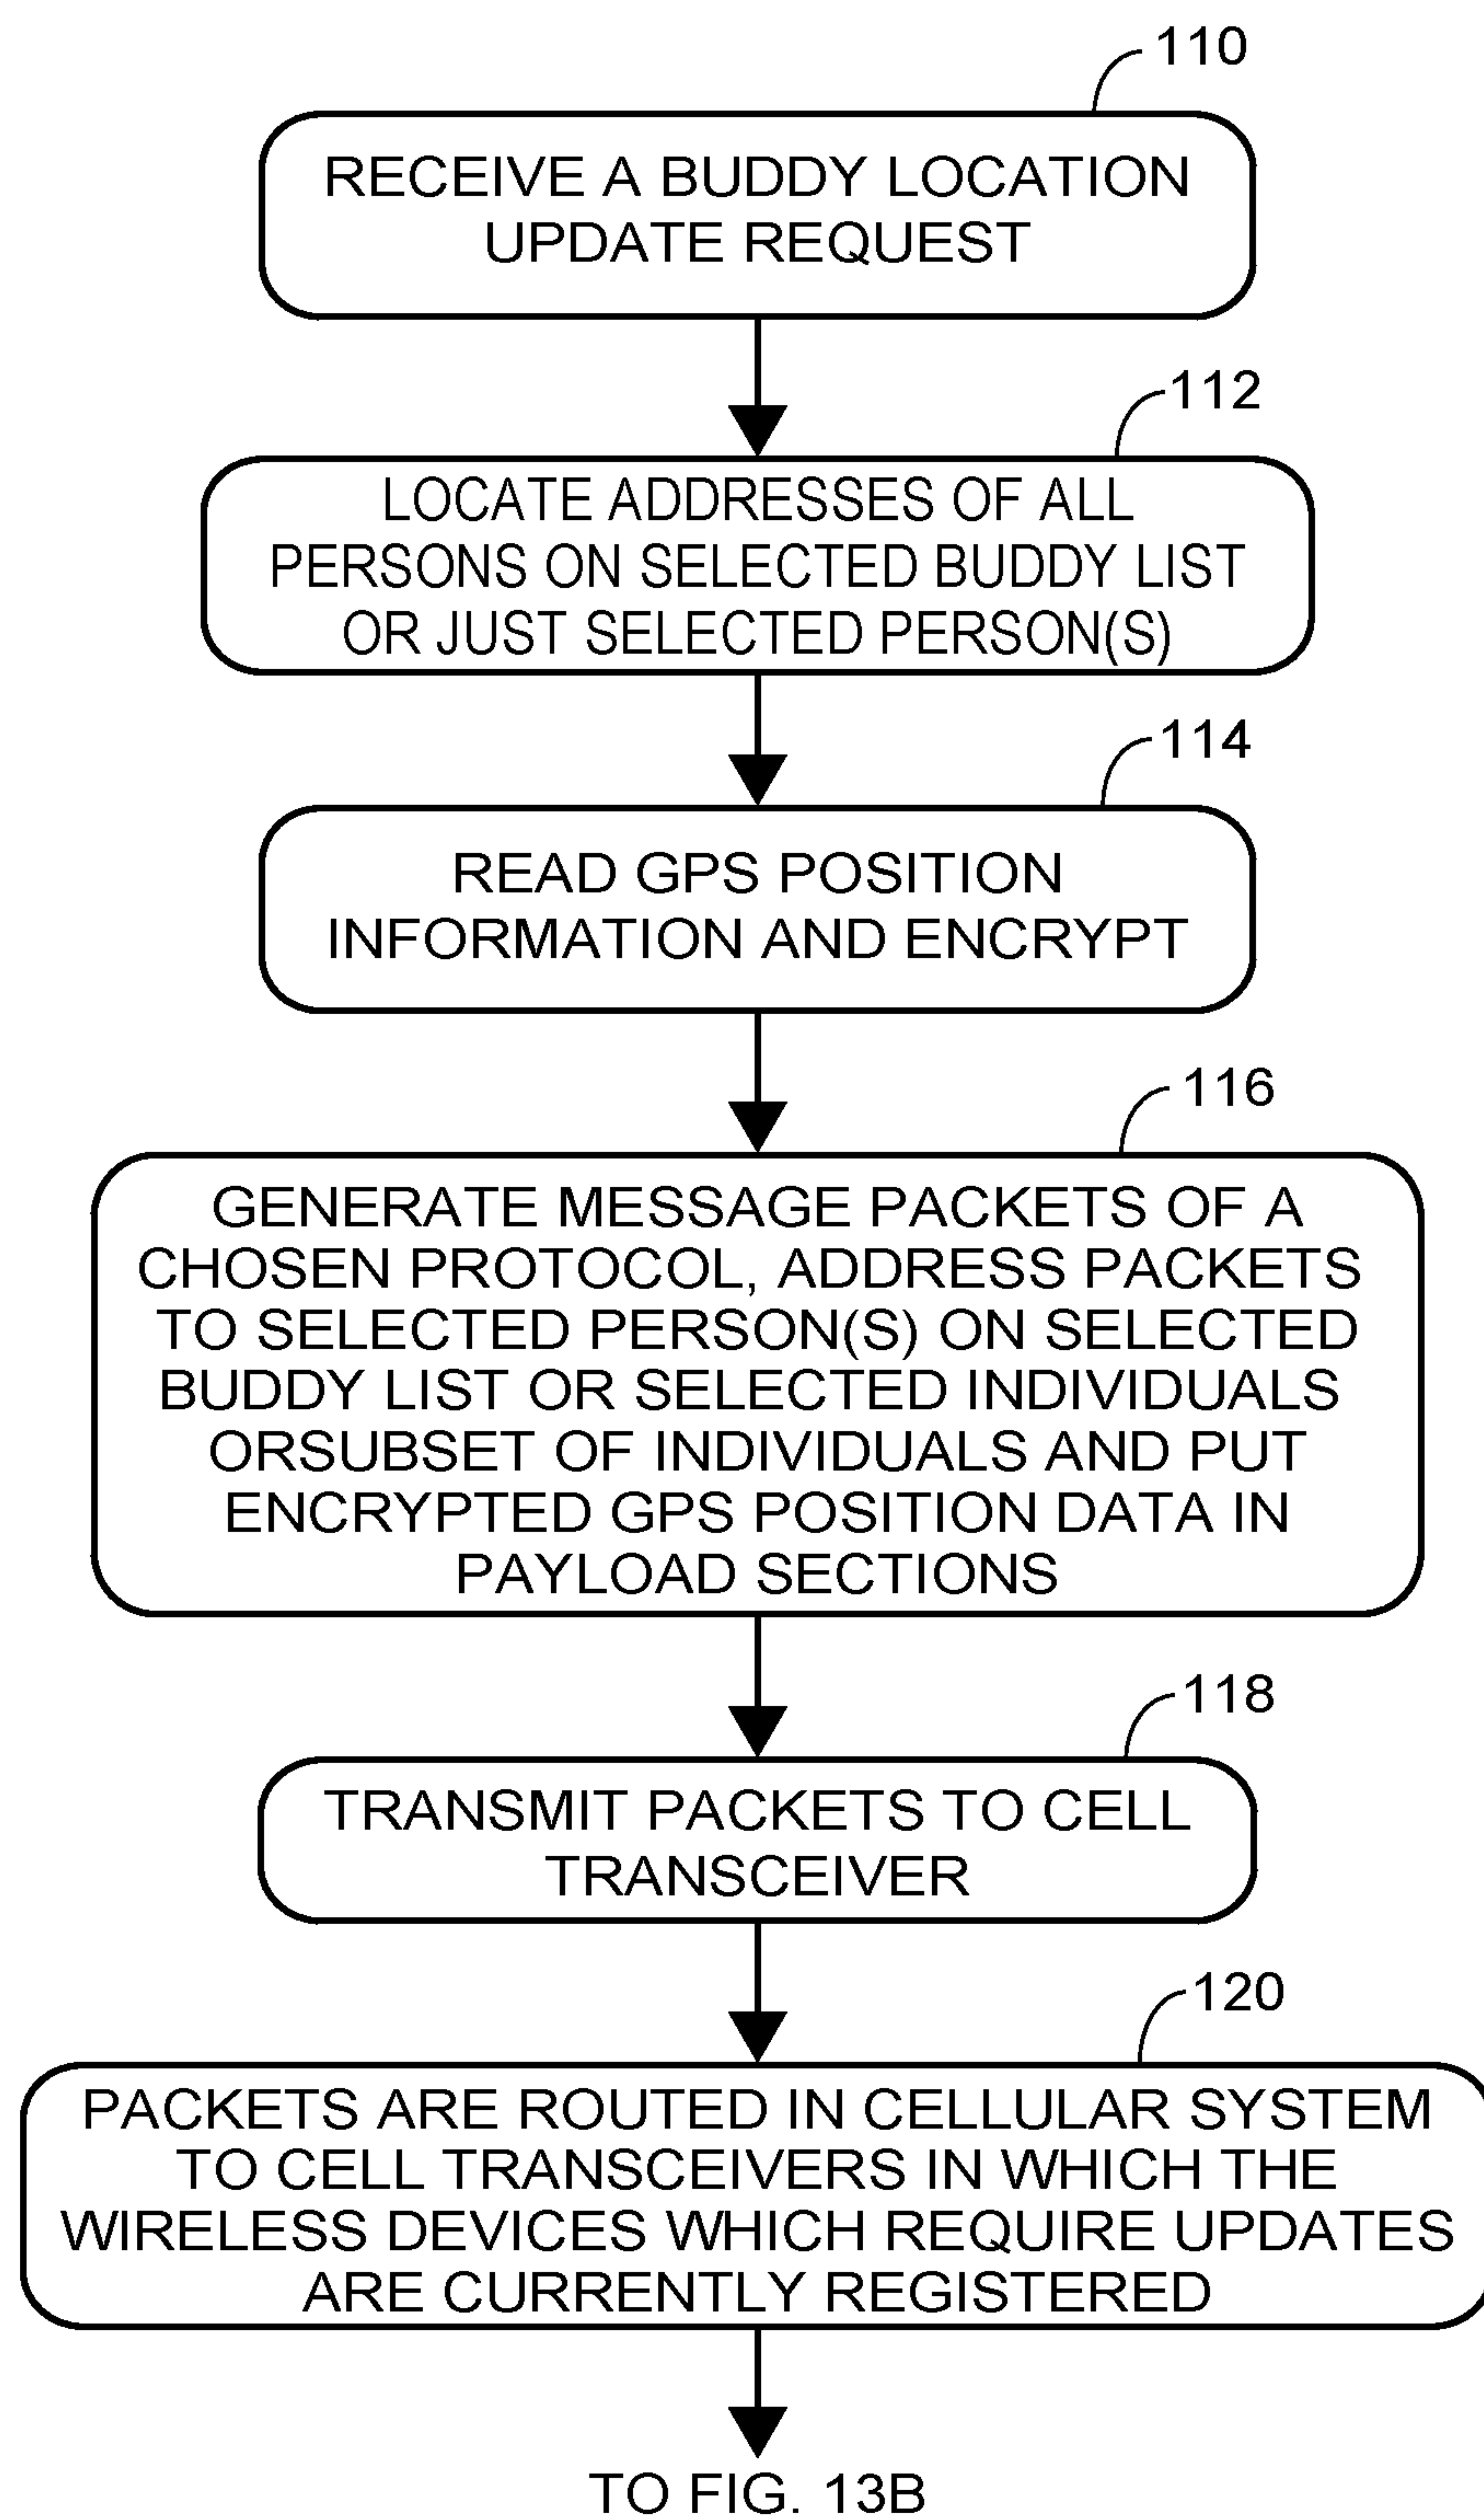 110
RECEIVE A BUDDY LOCATION
UPDATE REQUEST
112
LOCATE ADDRESSES OF ALL
PERSONS ON SELECTED BUDDY LIST
OR JUST SELECTED PERSON(S)
114
READ GPS POSITION
INFORMATION AND ENCRYPT
116
GENERATE MESSAGE PACKETS OF A
CHOSEN PROTOCOL, ADDRESS PACKETS
TO SELECTED PERSON(S) ON SELECTED
BUDDY LIST OR SELECTED INDIVIDUALS
ORSUBSET OF INDIVIDUALS AND PUT
ENCRYPTED GPS POSITION DATA IN
PAYLOAD SECTIONS
118
TRANSMIT PACKETS TO CELL
TRANSCEIVER
120
PACKETS ARE ROUTED IN CELLULAR SYSTEM
TO CELL TRANSCEIVERS IN WHICH THE
WIRELESS DEVICES WHICH REQUIRE UPDATES
ARE CURRENTLY REGISTERED
TO FIG. 13B